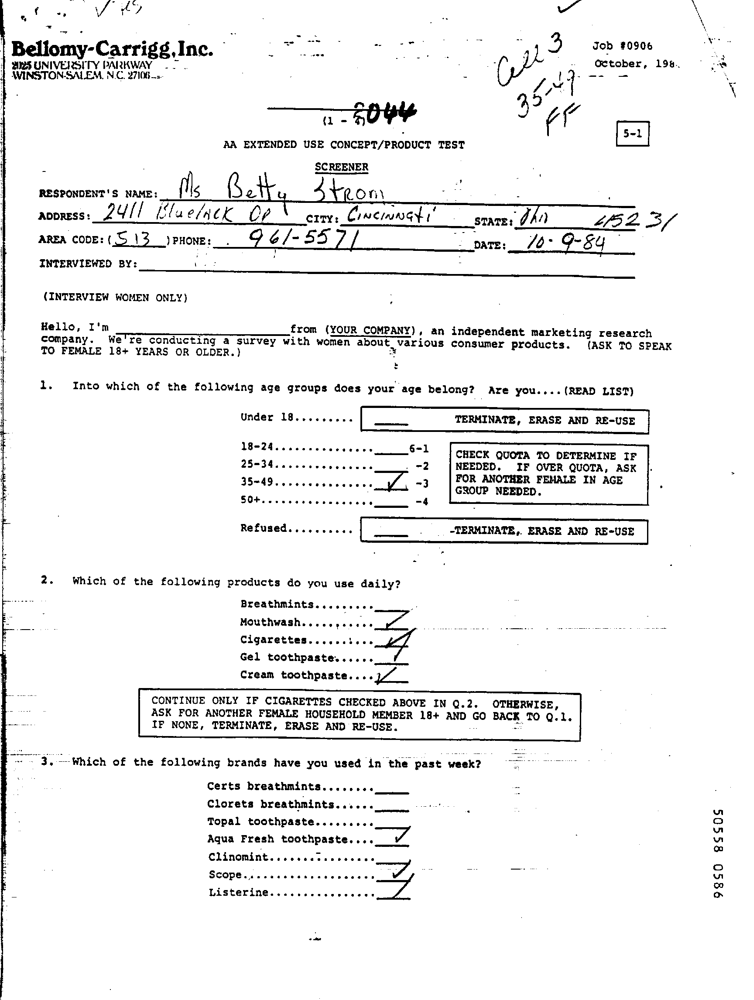 Bellomy-Carrigg, Inc.
2125 UNIVERSITY PARKWAY
WINSTON-SALEM, N.C. 27106
Cell 3
35-49
FF
Job #0906
October, 198
(1 - 5044
5-1
AA EXTENDED USE CONCEPT/PRODUCT TEST
SCREENER
RESPONDENT'S NAME: Ms Betty Strom
ADDRESS: 2411 CITY: Cincinnati STATE: Ohio 45231
AREA CODE: (513) PHONE: 961-5571 DATE: 10-9-84
INTERVIEWED BY:
(INTERVIEW WOMEN ONLY)
Hello, I'm ____________ from (YOUR COMPANY), an independent marketing research
company. We're conducting a survey with women about various consumer products. (ASK TO SPEAK
TO FEMALE 18+ YEARS OR OLDER.)
1. Into which of the following age groups does your age belong? Are you....(READ LIST)
Under 18......... ____ TERMINATE, ERASE AND RE-USE
18-24...............____6-1
25-34...............____ -2
35-49...............✓ -3
50+.................____ -4
CHECK QUOTA TO DETERMINE IF
NEEDED. IF OVER QUOTA, ASK
FOR ANOTHER FEMALE IN AGE
GROUP NEEDED.
Refused.......... ____ TERMINATE, ERASE AND RE-USE
2. Which of the following products do you use daily?
Breathmints.........____
Mouthwash...........✓
Cigarettes..........✓
Gel toothpaste......✓
Cream toothpaste....✓
CONTINUE ONLY IF CIGARETTES CHECKED ABOVE IN Q.2. OTHERWISE,
ASK FOR ANOTHER FEMALE HOUSEHOLD MEMBER 18+ AND GO BACK TO Q.1.
IF NONE, TERMINATE, ERASE AND RE-USE.
3. Which of the following brands have you used in the past week?
Certs breathmints........____
Clorets breathmints......____
Topal toothpaste.........____
Aqua Fresh toothpaste....✓
Clinomint................____
Scope....................✓
Listerine................✓
50558 0586